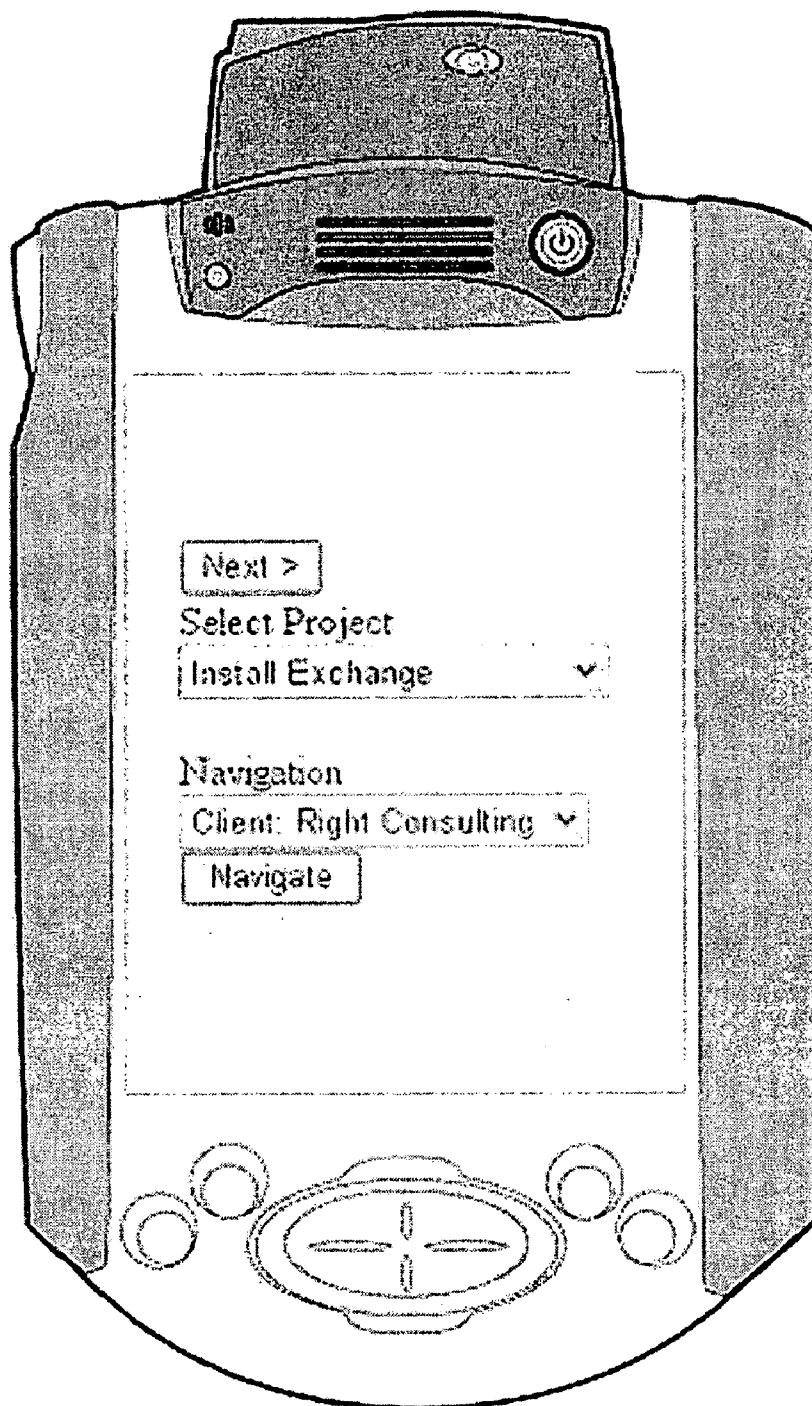 Next >
Select Project
Install Exchange
Navigation
Client: Right Consulting
Navigate